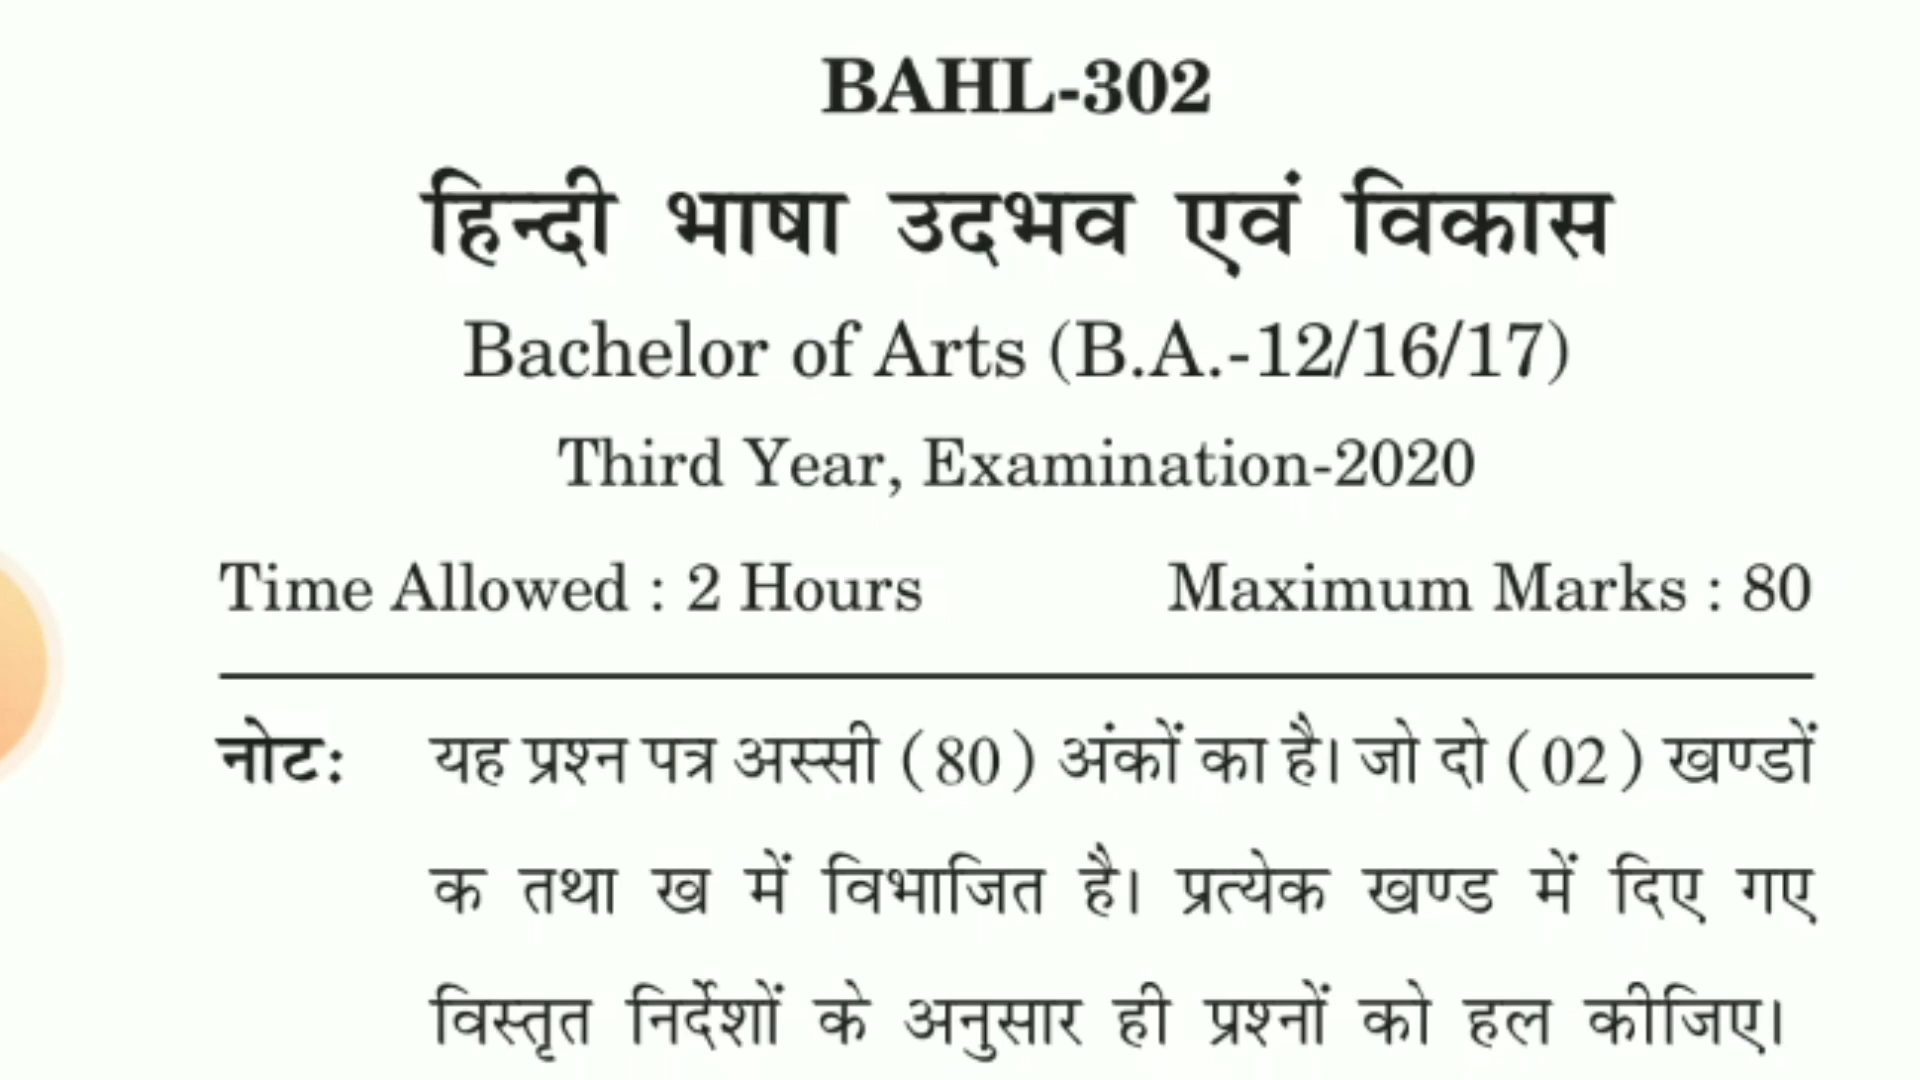 BAHL-302
हिन्दी भाषा उदभव एवं विकास
Bachelor of Arts (B.A.-12/16/17)
Third Year, Examination-2020
Time Allowed : 2 Hours Maximum Marks : 80
नोटः यह प्रश्न पत्र अस्सी (80) अंकों का है। जो दो (02) खण्डों
क तथा ख में विभाजित है। प्रत्येक खण्ड में दिए गए
विस्तृत निर्देशों के अनुसार ही प्रश्नों को हल कीजिए।